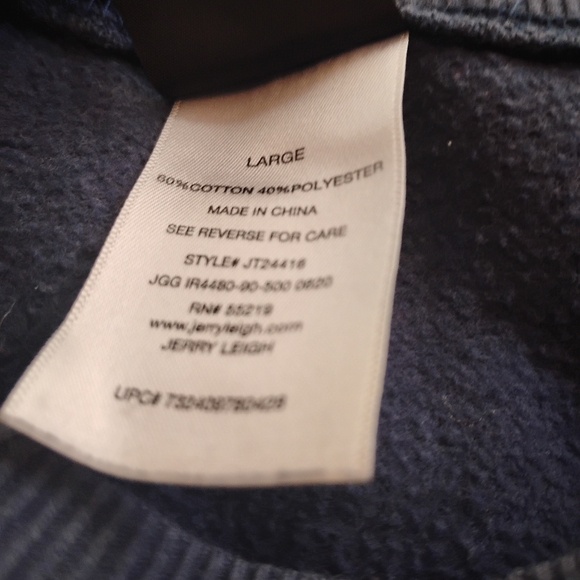 LARGE
60%COTTON 40%POLYESTER
MADE IN CHINA
SEE REVERSE FOR CARE
STYLE# JT24416
JGG IR4480-90-500 0620
RN# 55219
www.jerryleigh.com
JERRY LEIGH
UPC#